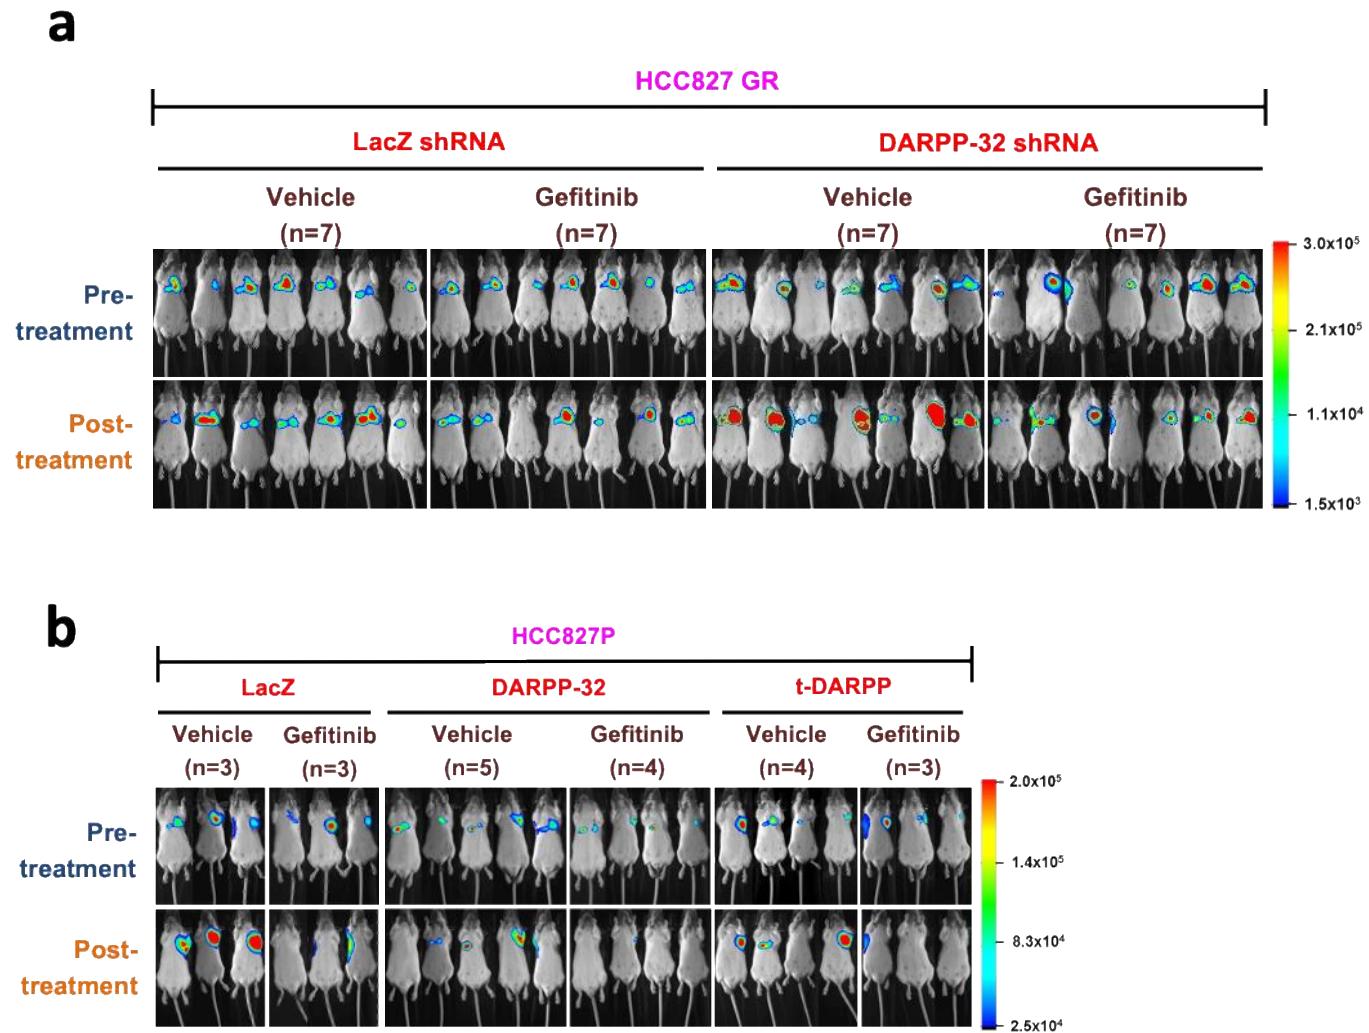 a
HCC827 GR
LacZ shRNA
DARPP-32 shRNA
Vehicle
Gefitinib
Vehicle
Gefitinib
(n=7)
(n=7)
(n=7)
(n=7)
Pre-
treatment
Post-
treatment
3.0x10⁵
2.1x10⁵
1.1x10⁴
1.5x10³
b
HCC827P
LacZ
DARPP-32
t-DARPP
Vehicle
Gefitinib
Vehicle
Gefitinib
Vehicle
Gefitinib
(n=3)
(n=3)
(n=5)
(n=4)
(n=4)
(n=3)
Pre-
treatment
Post-
treatment
2.0x10⁵
1.4x10⁵
8.3x10⁴
2.5x10⁴